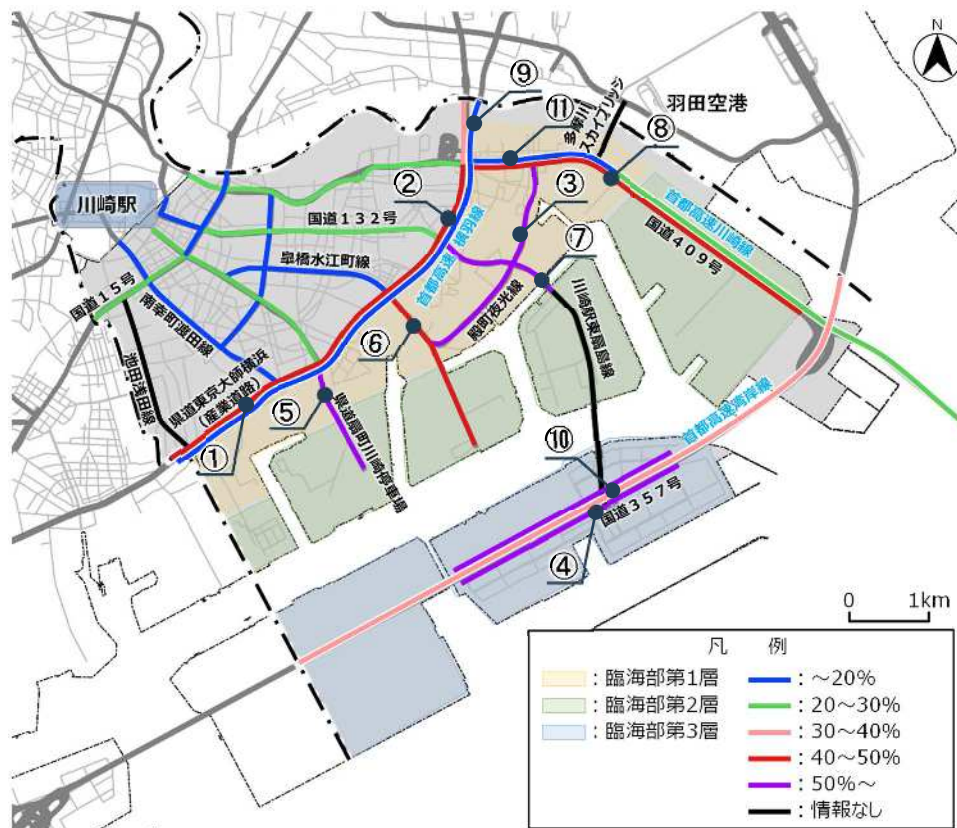 N
⑨
羽田空港
⑪
多摩川
スカイブリッジ
⑧
川崎駅
②
③
首都高速川崎線
国道132号
首都高速横羽線
国道409号
⑦
皐橋水江町線
国道15号
南幸町渡田線
殿町夜光線
川崎駅東扇島線
⑥
池田浅田線
県道東京大師横浜
(産業道路)
⑤
県道扇町川崎停車場
首都高速湾岸線
①
⑩
国道357号
④
0 1km
凡 例
:臨海部第1層
:臨海部第2層
:臨海部第3層
:~20%
:20~30%
:30~40%
:40~50%
:50%~
:情報なし